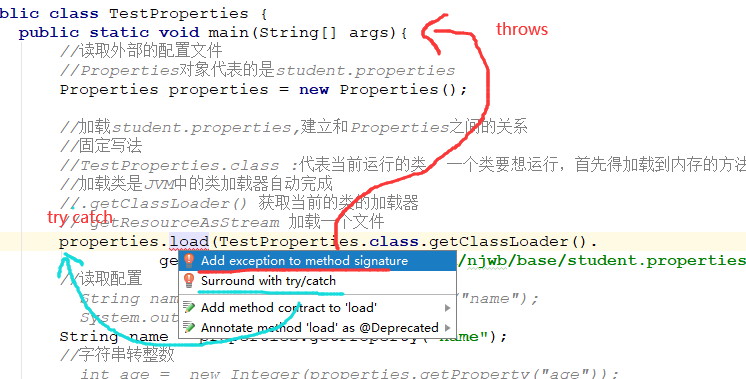 blic class TestProperties {
public static void main(String[] args){
throws
//读取外部的配置文件
//Properties对象代表的是student.properties
Properties properties = new Properties();
//加载student.properties,建立和Properties之间的关系
//固定写法
//TestProperties.class :代表当前运行的类, 一个类要想运行，首先得加载到内存的方法
//加载类是JVM中的类加载器自动完成
//.getClassLoader() 获取当前的类的加载器
try catch
getResourceAsStream 加载一个文件
properties.load(TestProperties.class.getClassLoader().
ge
/njwb/base/student.properties
Add exception to method signature
//读取配置
Surround with try/catch
String name
("name");
System.out
Add method contract to 'load'
Annotate method 'load' as @Deprecated
String name
properties.getProperty("name");
//字符串转整数
int age = new Integer(properties.getProperty("age"));